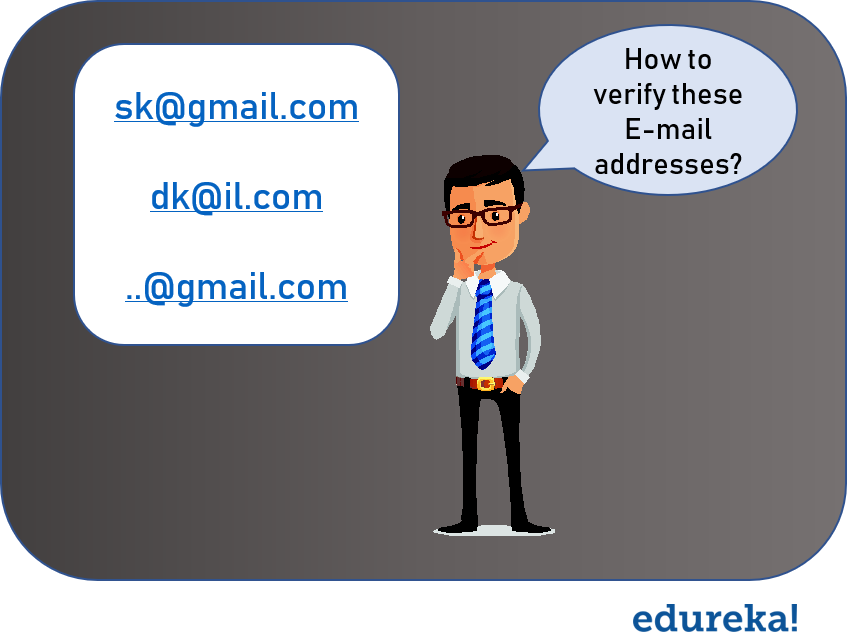 sk@gmail.com
dk@il.com
..@gmail.com
How to
verify these
E-mail
addresses?
edureka!